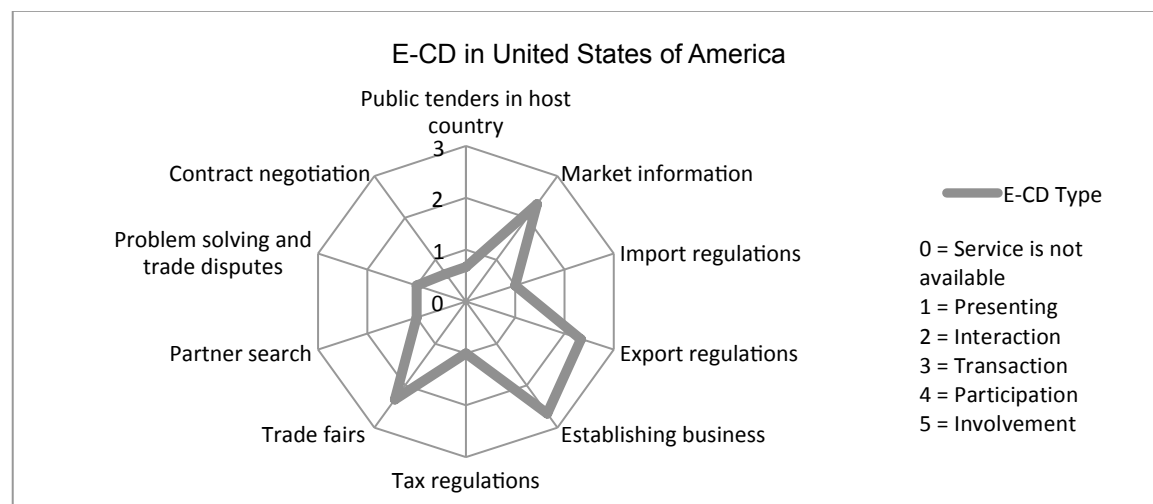 E-CD in United States of America
Public tenders in host
country
3
Contract negotiation
Market information
2
Problem solving and
trade disputes
1
Import regulations
0
Partner search
Export regulations
Trade fairs
Establishing business
Tax regulations
E-CD Type
0 = Service is not
available
1 = Presenting
2 = Interaction
3 = Transaction
4 = Participation
5 = Involvement